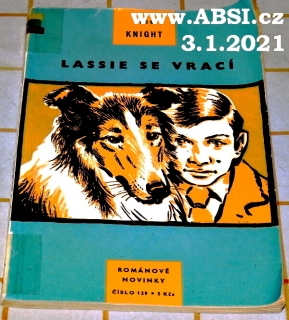 www.ABSI.cz
3.1.2021
KNIGHT
LASSIE SE VRACÍ
ROMÁNOVÉ
NOVINKY
ČÍSLO 129 • 5 Kčs